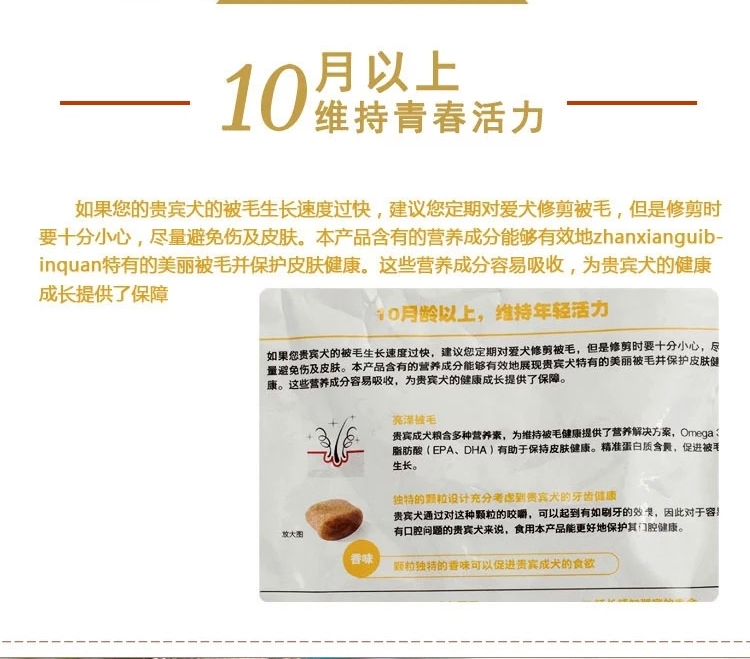 10 月以上
维持青春活力
如果您的贵宾犬的被毛生长速度过快，建议您定期对爱犬修剪被毛，但是修剪时
要十分小心，尽量避免伤及皮肤。本产品含有的营养成分能够有效地zhanxianguib-
inquan特有的美丽被毛并保护皮肤健康。这些营养成分容易吸收，为贵宾犬的健康
成长提供了保障
10月龄以上，维持年轻活力
如果您贵宾犬的被毛生长速度过快，建议您定期对爱犬修剪被毛，但是修剪时要十分小心，尽
量避免伤及皮肤。本产品含有的营养成分能够有效地展现贵宾犬特有的美丽被毛并保护皮肤健
康。这些营养成分容易吸收，为贵宾犬的健康成长提供了保障。
亮泽被毛
贵宾成犬粮含多种营养素，为维持被毛健康提供了营养解决方案，Omega 3
脂肪酸（EPA、DHA）有助于保持皮肤健康。精准蛋白质含量，促进被毛
生长。
独特的颗粒设计充分考虑到贵宾犬的牙齿健康
贵宾犬通过对这种颗粒的咬嚼，可以起到有如刷牙的效果，因此对于容易
有口腔问题的贵宾犬来说，食用本产品能更好地保护其口腔健康。
放大图
香味
颗粒独特的香味可以促进贵宾成犬的食欲